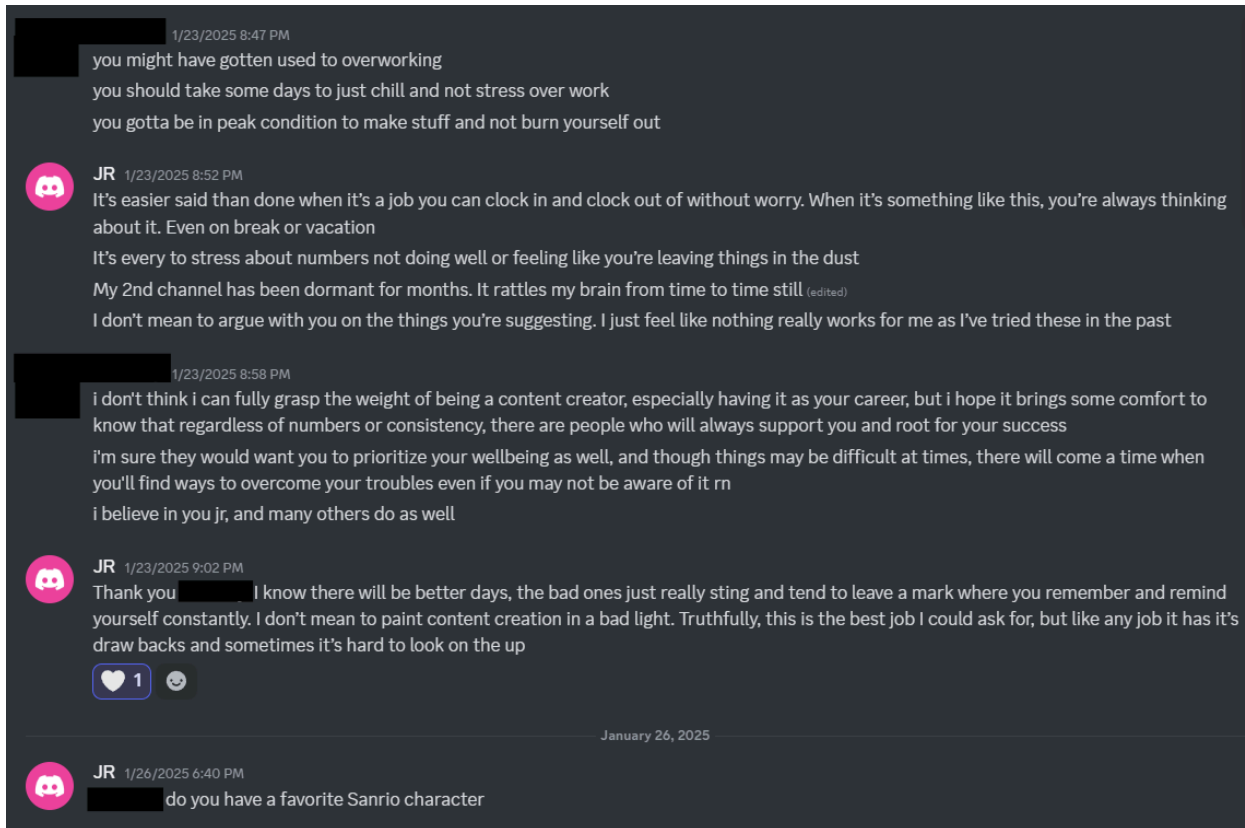 1/23/2025 8:47 PM
you might have gotten used to overworking
you should take some days to just chill and not stress over work
you gotta be in peak condition to make stuff and not burn yourself out
JR 1/23/2025 8:52 PM
It's easier said than done when it's a job you can clock in and clock out of without worry. When it's something like this, you're always thinking
about it. Even on break or vacation
It's every to stress about numbers not doing well or feeling like you're leaving things in the dust
My 2nd channel has been dormant for months. It rattles my brain from time to time still (edited)
I don't mean to argue with you on the things you're suggesting. I just feel like nothing really works for me as I've tried these in the past
1/23/2025 8:58 PM
i don't think i can fully grasp the weight of being a content creator, especially having it as your career, but i hope it brings some comfort to
know that regardless of numbers or consistency, there are people who will always support you and root for your success
i'm sure they would want you to prioritize your wellbeing as well, and though things may be difficult at times, there will come a time when
you'll find ways to overcome your troubles even if you may not be aware of it rn
i believe in you jr, and many others do as well
JR 1/23/2025 9:02 PM
Thank you I know there will be better days, the bad ones just really sting and tend to leave a mark where you remember and remind
yourself constantly. I don't mean to paint content creation in a bad light. Truthfully, this is the best job I could ask for, but like any job it has it's
draw backs and sometimes it's hard to look on the up
1
January 26, 2025
JR 1/26/2025 6:40 PM
do you have a favorite Sanrio character